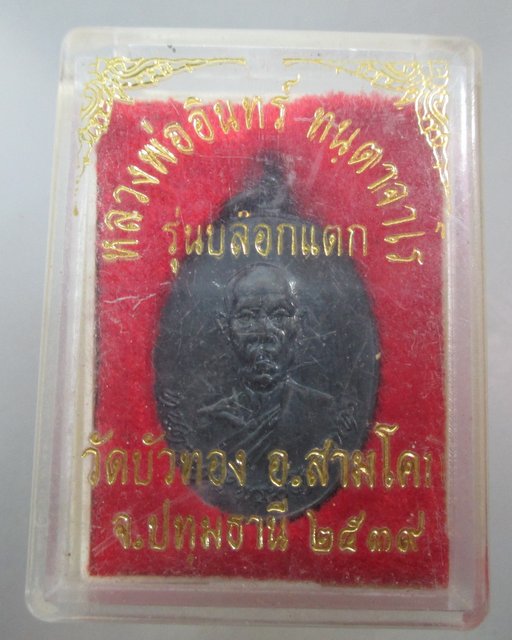 หลวงพ่ออินทร์ ทนฺตาจาโร
รุ่นบล๊อกแตก
วัดบัวทอง อ.สามโคก
จ.ปทุมธานี ๒๕๓๙